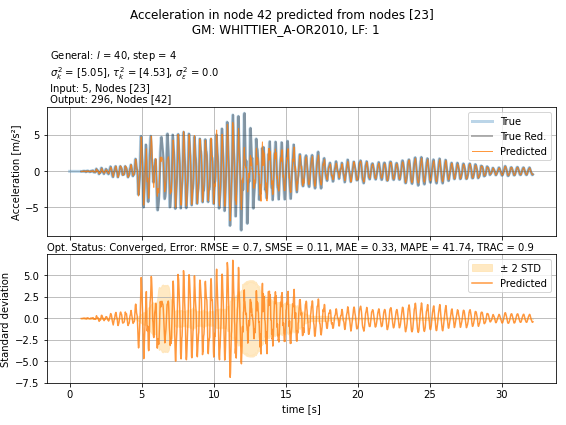 Acceleration in node 42 predicted from nodes [23]
GM: WHITTIER_A-OR2010, LF: 1
General: l = 40, step = 4
σ²ₖ = [5.05], τ²ₖ = [4.53], σ²ε = 0.0
Input: 5, Nodes [23]
Output: 296, Nodes [42]
Acceleration [m/s²]
5
0
−5
True
True Red.
Predicted
Opt. Status: Converged, Error: RMSE = 0.7, SMSE = 0.11, MAE = 0.33, MAPE = 41.74, TRAC = 0.9
Standard deviation
5.0
2.5
0.0
−2.5
−5.0
−7.5
± 2 STD
Predicted
0 5 10 15 20 25 30
time [s]